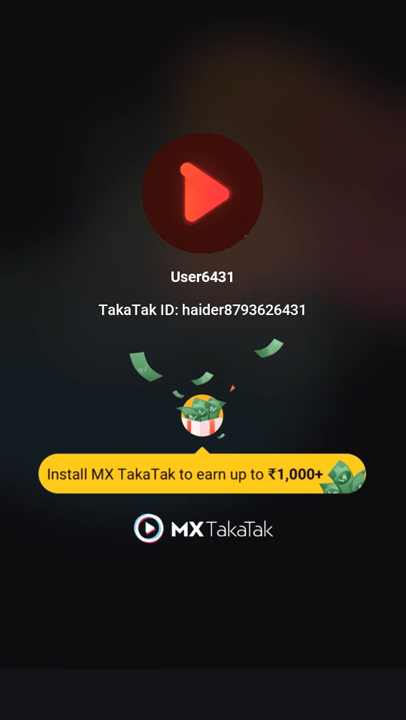 User6431
TakaTak ID: haider8793626431
Install MX TakaTak to earn up to ₹1,000+
MX TakaTak